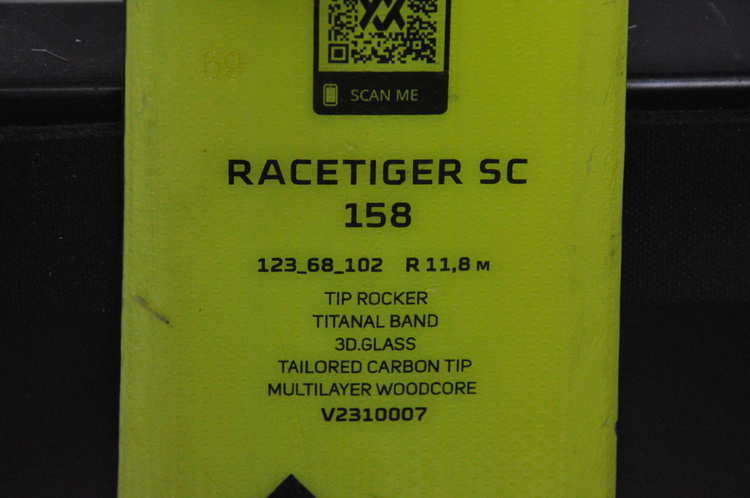 69
SCAN ME
RACETIGER SC
158
123_68_102 R 11,8 M
TIP ROCKER
TITANAL BAND
3D.GLASS
TAILORED CARBON TIP
MULTILAYER WOODCORE
V2310007